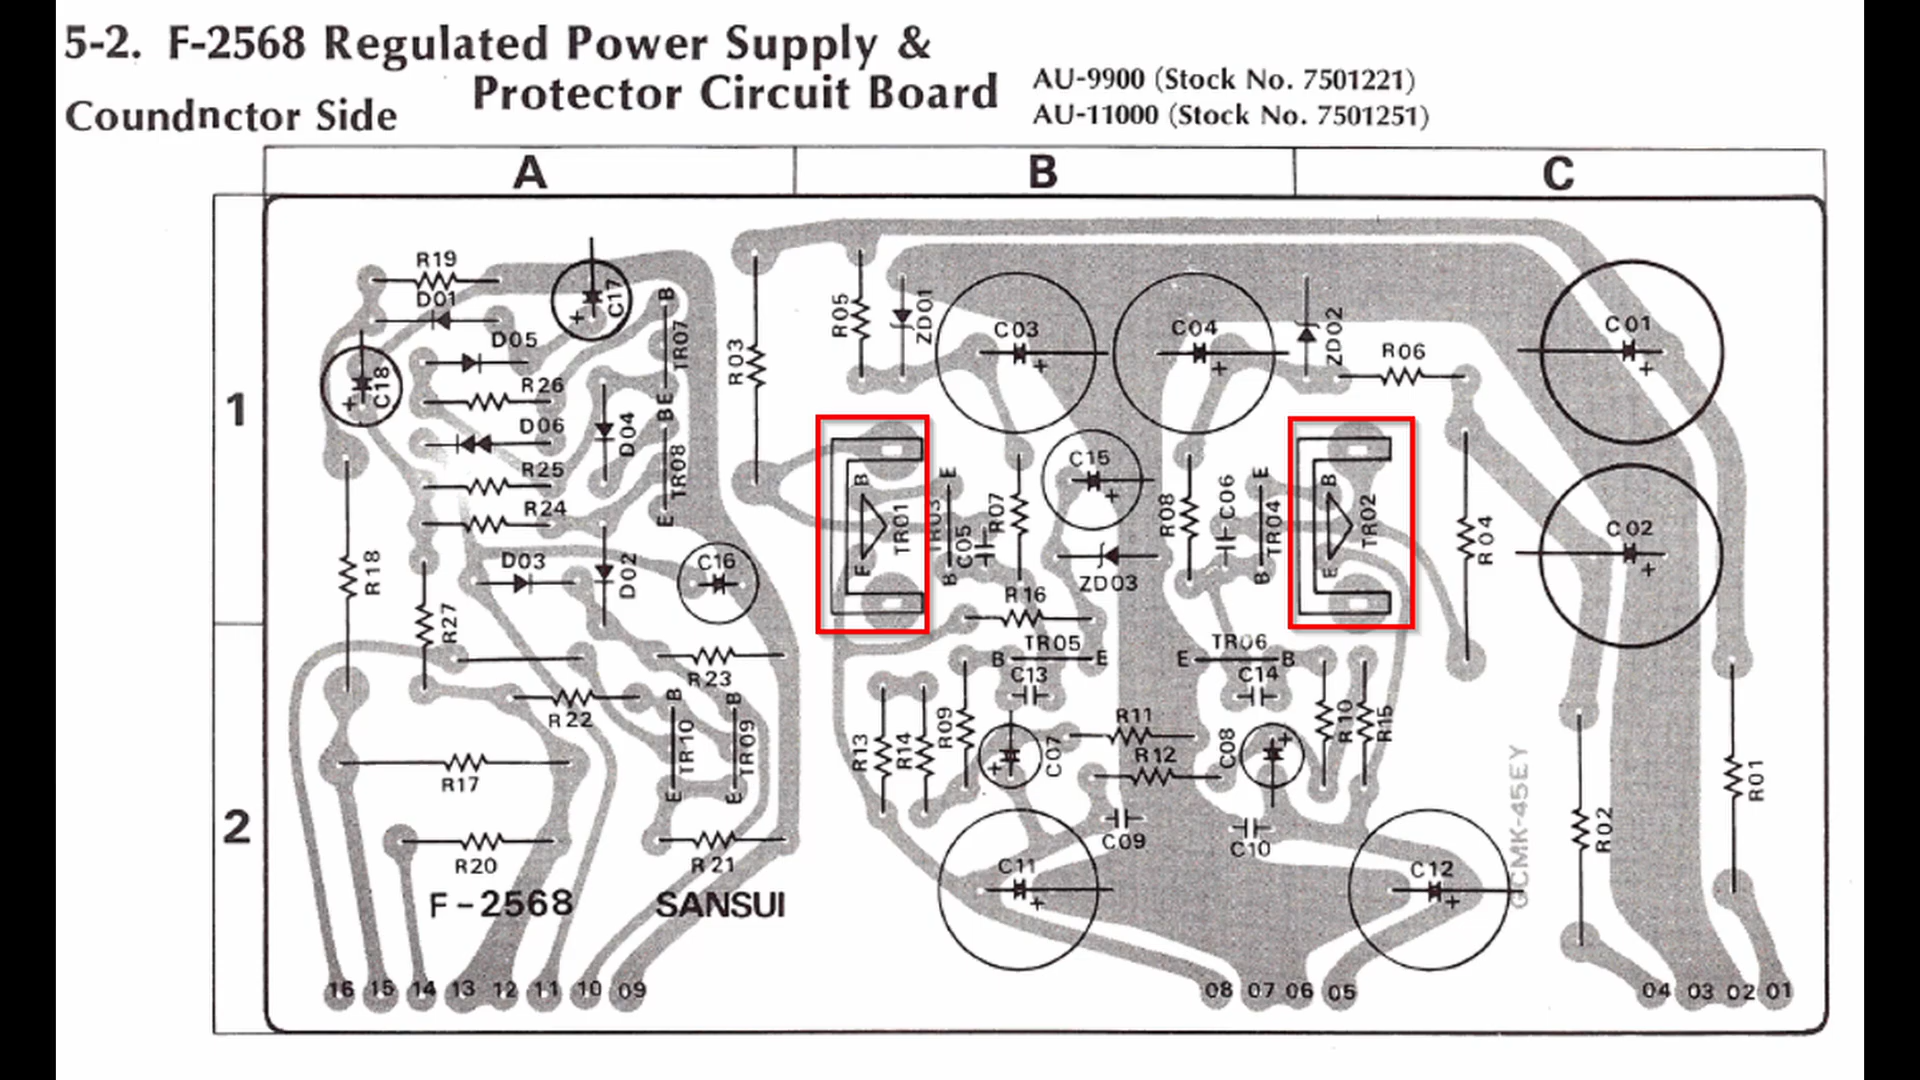 5-2. F-2568 Regulated Power Supply &
Protector Circuit Board
AU-9900 (Stock No. 7501221)
AU-11000 (Stock No. 7501251)
Coundnctor Side
A B C
1
2
R19
D01
C17
B
TR07
D05
C18
R26
D06
D04
BE
R25
TR08
R24
E
R18
D03
D02
C16
R27
R23
R22
B
B
TR10
TR09
E
E
R17
R20
R21
F-2568 SANSUI
R03
R05
ZD01
C03
C04
ZD02
R06
C01
B
E
TR01
E
TR03
B
C05
R07
C15
ZD03
R08
C06
E
TR04
B
B
TR02
E
R04
C02
R16
TR05
B E
C13
TR06
E B
C14
R13
R14
R09
C07
R11
R12
C08
R10
R15
C09
C10
C11
C12
GCMK-45EY
R02
R01
16 15 14 13 12 11 10 09 08 07 06 05 04 03 02 01